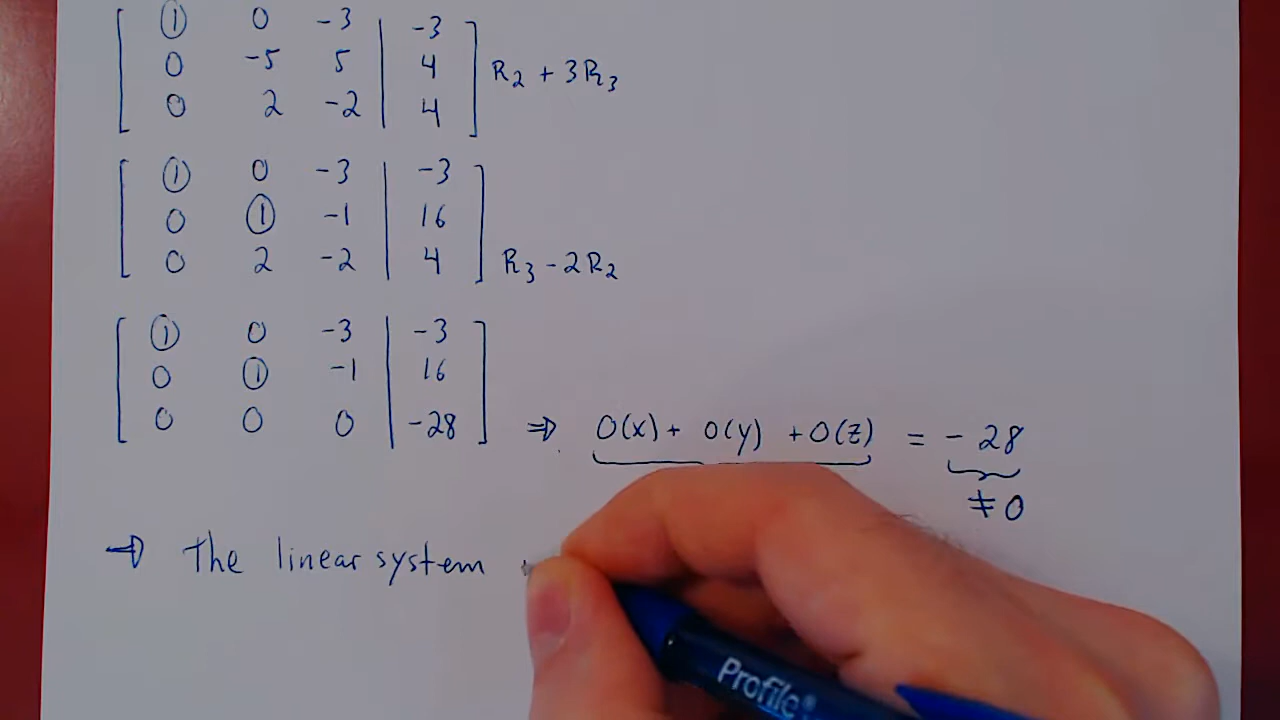 1 0 -3 | -3
0 -5 5 | 4 R₂ + 3R₃
0 2 -2 | 4
1 0 -3 | -3
0 1 -1 | 16
0 2 -2 | 4 R₃ - 2R₂
1 0 -3 | -3
0 1 -1 | 16
0 0 0 | -28 ⇒ 0(x) + 0(y) + 0(z) = -28
≠ 0
⇒ The linear system
Profile®